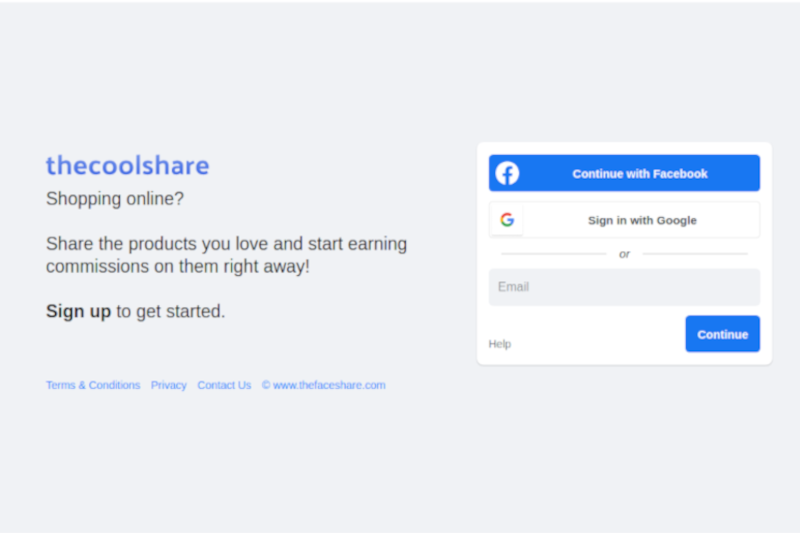 thecoolshare
Shopping online?
Share the products you love and start earning
commissions on them right away!
Sign up to get started.
Terms & Conditions Privacy Contact Us © www.thefaceshare.com
Continue with Facebook
Sign in with Google
or
Email
Help
Continue